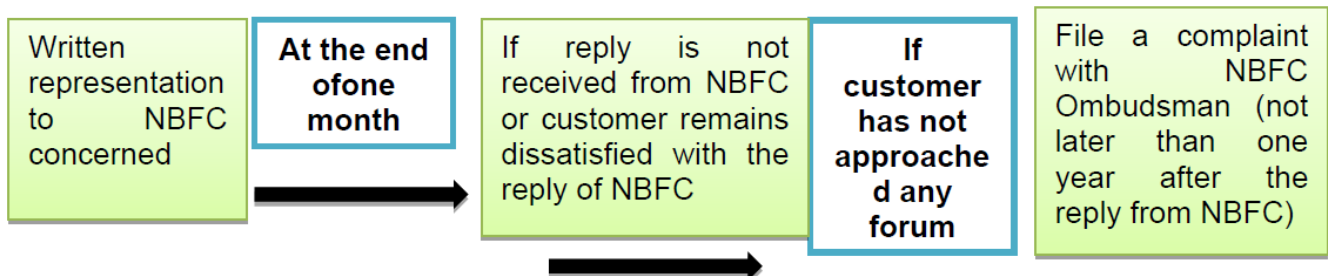 Written
representation
to NBFC
concerned
At the end
ofone
month
If reply is not
received from NBFC
or customer remains
dissatisfied with the
reply of NBFC
If
customer
has not
approache
d any
forum
File a complaint
with NBFC
Ombudsman (not
later than one
year after the
reply from NBFC)